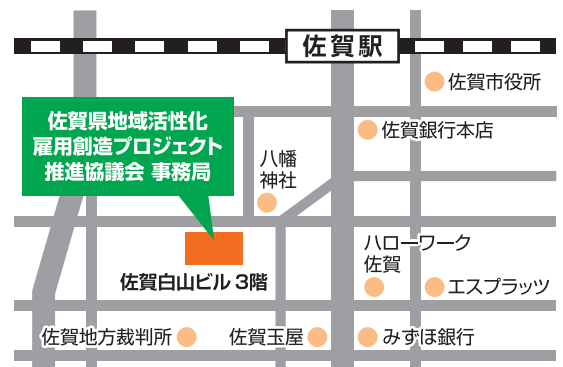 佐賀駅
佐賀市役所
佐賀県地域活性化
雇用創造プロジェクト
推進協議会 事務局
佐賀銀行本店
八幡
神社
ハローワーク
佐賀
佐賀白山ビル3階
エスプラッツ
佐賀地方裁判所
佐賀玉屋
みずほ銀行